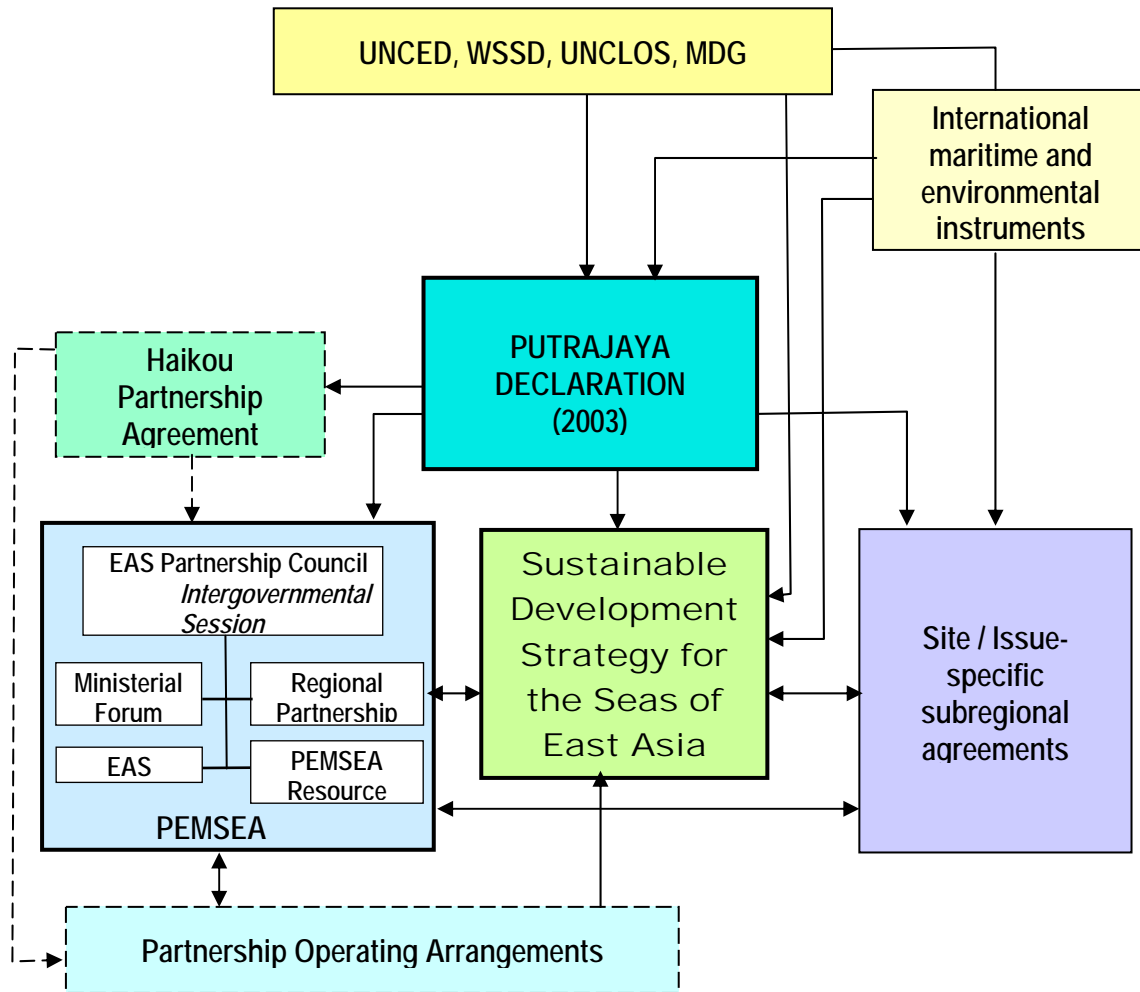 UNCED, WSSD, UNCLOS, MDG
International
maritime and
environmental
instruments
PUTRAJAYA
DECLARATION
(2003)
Haikou
Partnership
Agreement
EAS Partnership Council
Intergovernmental
Session
Ministerial
Forum
Regional
Partnership
EAS
PEMSEA
Resource
PEMSEA
Sustainable
Development
Strategy for
the Seas of
East Asia
Site / Issue-
specific
subregional
agreements
Partnership Operating Arrangements